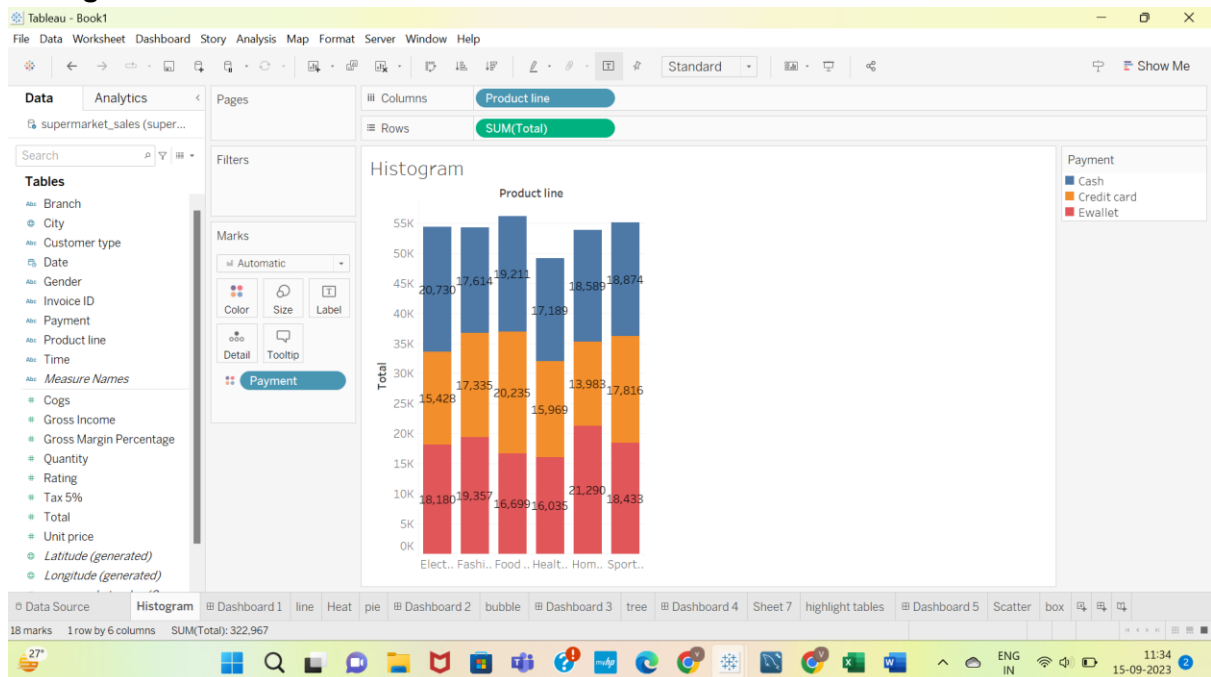 Tableau - Book1
File Data Worksheet Dashboard Story Analysis Map Format Server Window Help
Standard
Show Me
Data Analytics
Pages
Columns Product line
supermarket_sales (super...
Rows SUM(Total)
Search
Filters
Histogram
Payment
Cash
Credit card
Ewallet
Tables
Branch
City
Customer type
Date
Gender
Invoice ID
Payment
Product line
Time
Measure Names
Cogs
Gross Income
Gross Margin Percentage
Quantity
Rating
Tax 5%
Total
Unit price
Latitude (generated)
Longitude (generated)
Marks
Automatic
Color Size Label
Detail Tooltip
Payment
Product line
Total
55K
50K
45K
40K
35K
30K
25K
20K
15K
10K
5K
0K
20,730 17,614 19,211 17,189 18,589 18,874
15,428 17,335 20,235 15,969 13,983 17,816
18,180 19,357 16,699 16,035 21,290 18,433
Elect.. Fashi.. Food .. Healt.. Hom.. Sport..
Data Source Histogram Dashboard 1 line Heat pie Dashboard 2 bubble Dashboard 3 tree Dashboard 4 Sheet 7 highlight tables Dashboard 5 Scatter box
18 marks 1 row by 6 columns SUM(Total): 322,967
27°
ENG
IN
11:34
15-09-2023
2